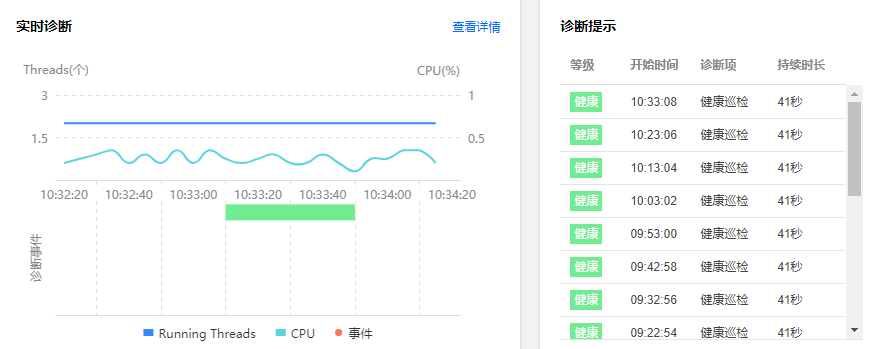 实时诊断
查看详情
Threads(个)
CPU(%)
3
1
1.5
0.5
10:32:20 10:32:40 10:33:00 10:33:20 10:33:40 10:34:00 10:34:20
诊断事件
Running Threads CPU 事件
诊断提示
等级 开始时间 诊断项 持续时长
健康 10:33:08 健康巡检 41秒
健康 10:23:06 健康巡检 41秒
健康 10:13:04 健康巡检 41秒
健康 10:03:02 健康巡检 41秒
健康 09:53:00 健康巡检 41秒
健康 09:42:58 健康巡检 41秒
健康 09:32:56 健康巡检 41秒
健康 09:22:54 健康巡检 41秒